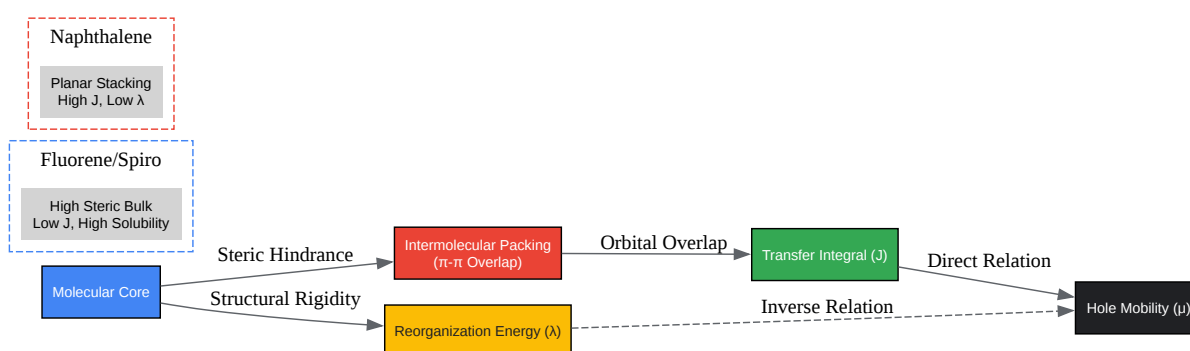 Naphthalene
Planar Stacking
High J, Low λ
Fluorene/Spiro
High Steric Bulk
Low J, High Solubility
Molecular Core
Steric Hindrance
Structural Rigidity
Intermolecular Packing
(π-π Overlap)
Reorganization Energy (λ)
Orbital Overlap
Transfer Integral (J)
Direct Relation
Inverse Relation
Hole Mobility (μ)